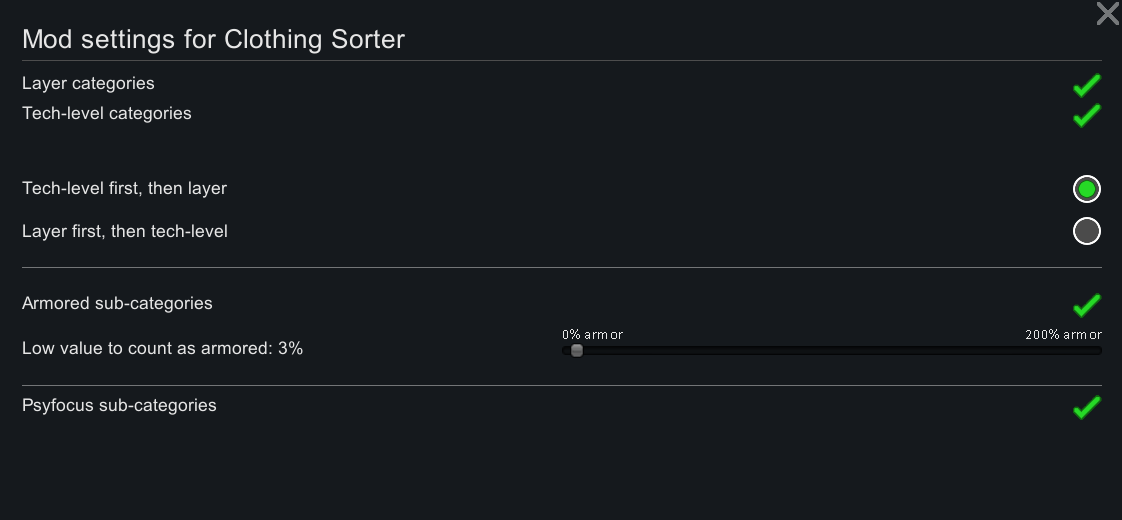 Mod settings for Clothing Sorter
Layer categories
Tech-level categories
Tech-level first, then layer
Layer first, then tech-level
Armored sub-categories
0% armor 200% armor
Low value to count as armored: 3%
Psyfocus sub-categories